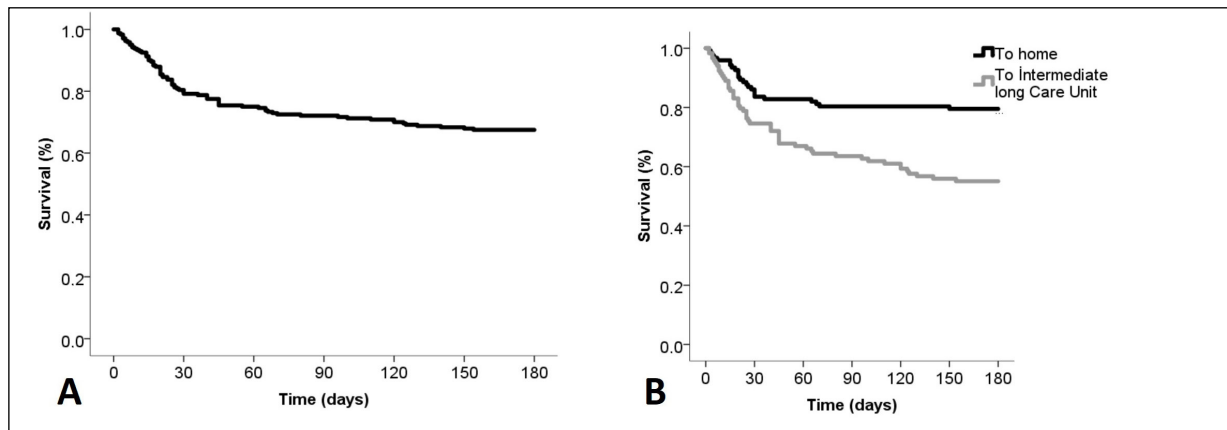 1.0
0.8
0.6
0.4
0.2
0.0
Survival (%)
0 30 60 90 120 150 180
Time (days)
A
1.0
0.8
0.6
0.4
0.2
0.0
Survival (%)
To home
To İntermediate
long Care Unit
0 30 60 90 120 150 180
Time (days)
B